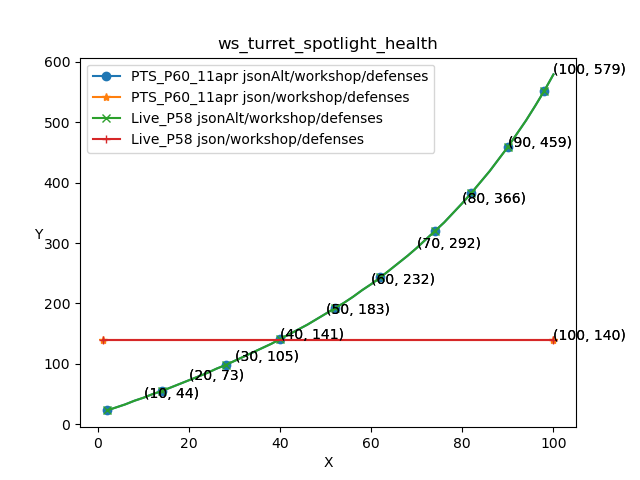 ws_turret_spotlight_health
PTS_P60_11apr jsonAlt/workshop/defenses
PTS_P60_11apr json/workshop/defenses
Live_P58 jsonAlt/workshop/defenses
Live_P58 json/workshop/defenses
(100, 579)
(90, 459)
(80, 366)
(70, 292)
(60, 232)
(50, 183)
(40, 141)
(100, 140)
(30, 105)
(20, 73)
(10, 44)
600
500
400
300
200
100
0
Y
0 20 40 60 80 100
X